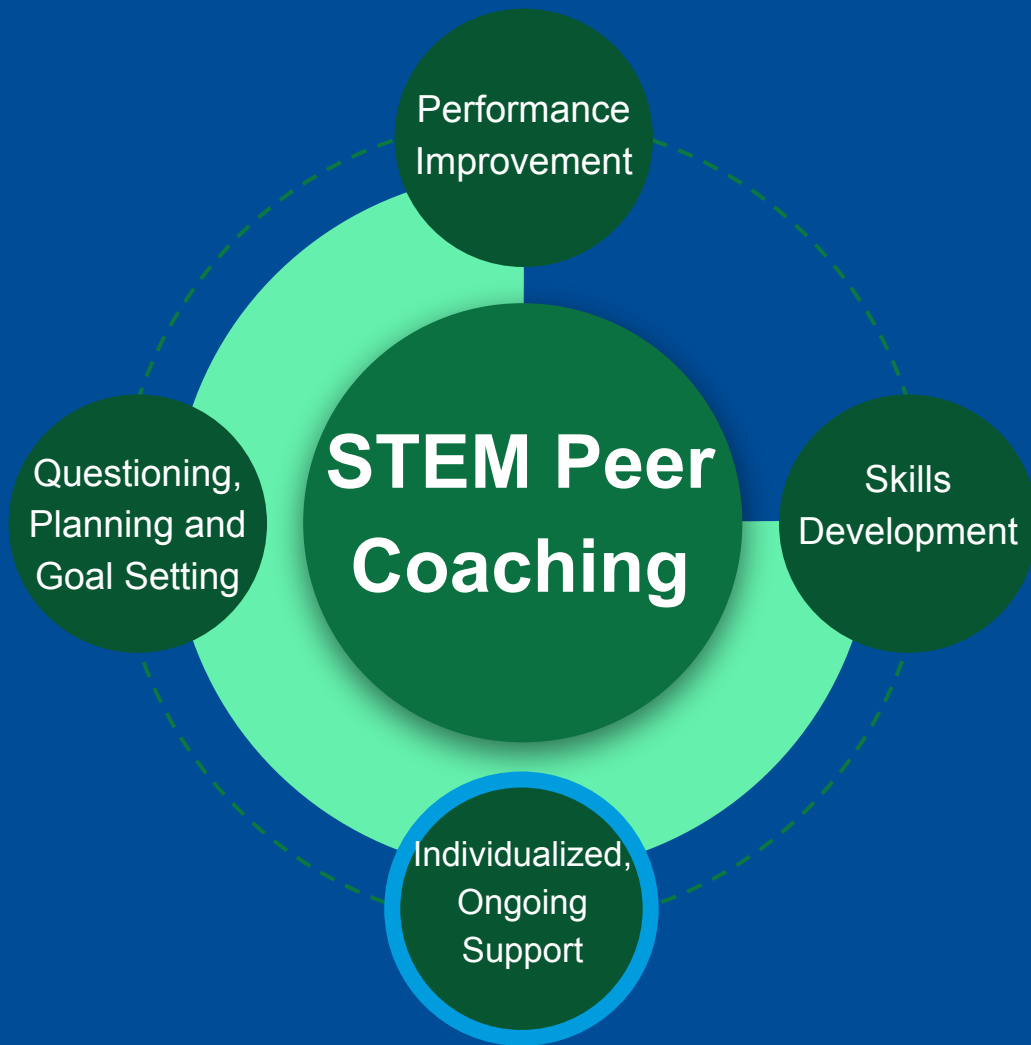 Performance
Improvement
STEM Peer
Coaching
Questioning,
Planning and
Goal Setting
Skills
Development
Individualized,
Ongoing
Support